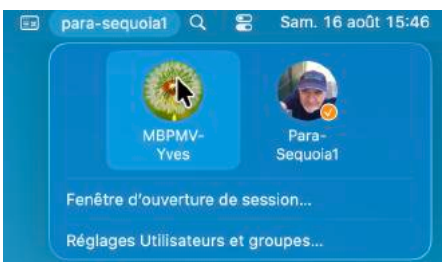 para-sequoia1 Sam. 16 août 15:46
MBPMV-
Yves
Para-
Sequoia1
Fenêtre d'ouverture de session...
Réglages Utilisateurs et groupes...